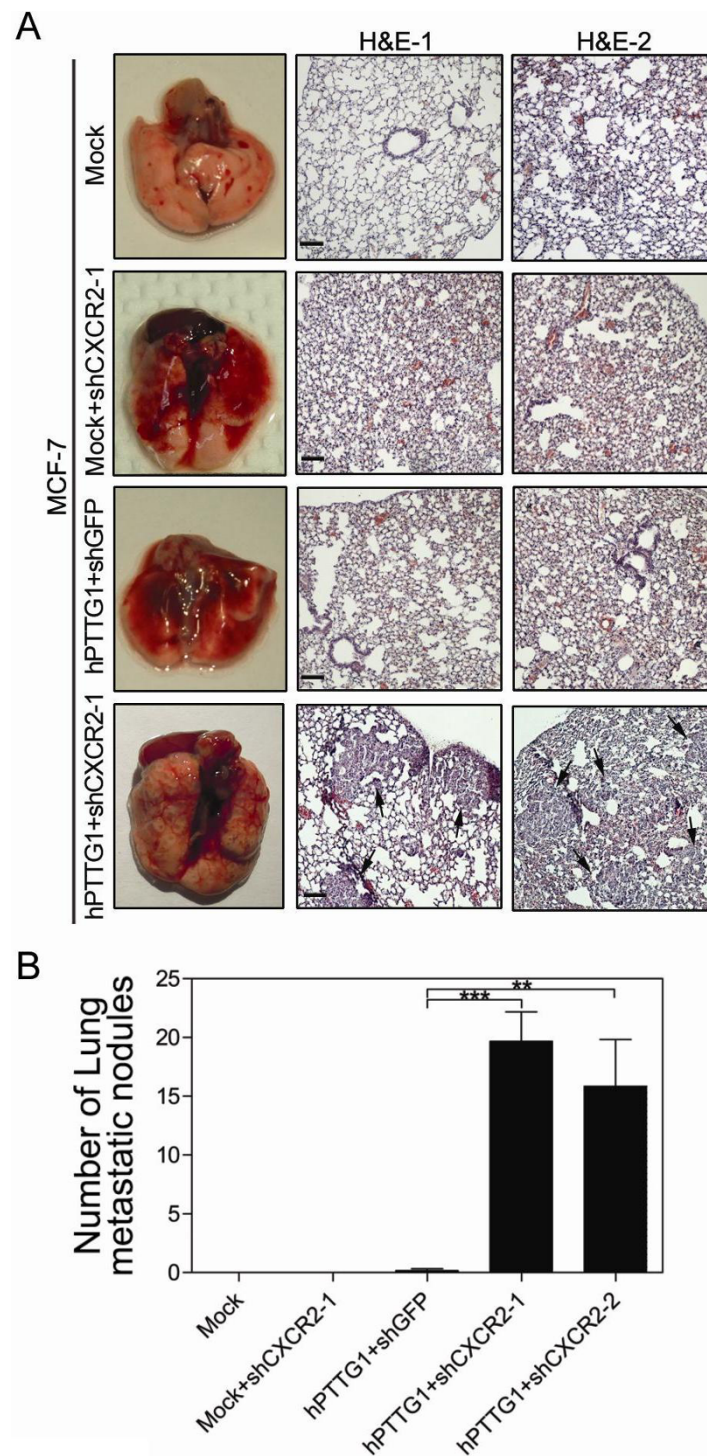 A
H&E-1
H&E-2
MCF-7
Mock
Mock+shCXCR2-1
hPTTG1+shGFP
hPTTG1+shCXCR2-1
B
Number of Lung
metastatic nodules
25
20
15
10
5
0
***
**
Mock
Mock+shCXCR2-1
hPTTG1+shGFP
hPTTG1+shCXCR2-1
hPTTG1+shCXCR2-2